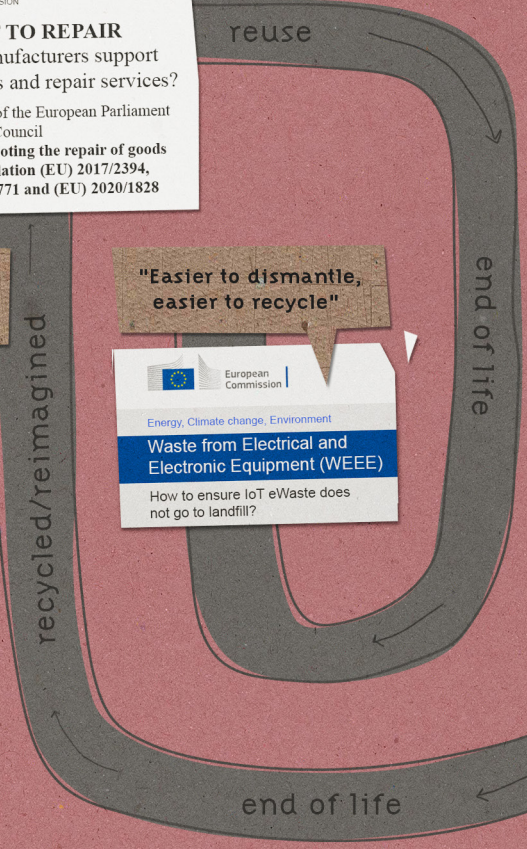 reuse
TO REPAIR
nufacturers support
s and repair services?
of the European Parliament
Council
oting the repair of goods
lation (EU) 2017/2394,
771 and (EU) 2020/1828
"Easier to dismantle,
easier to recycle"
end of life
European
Commission
Energy, Climate change, Environment
Waste from Electrical and
Electronic Equipment (WEEE)
How to ensure IoT eWaste does
not go to landfill?
recycled/reimagined
end of life